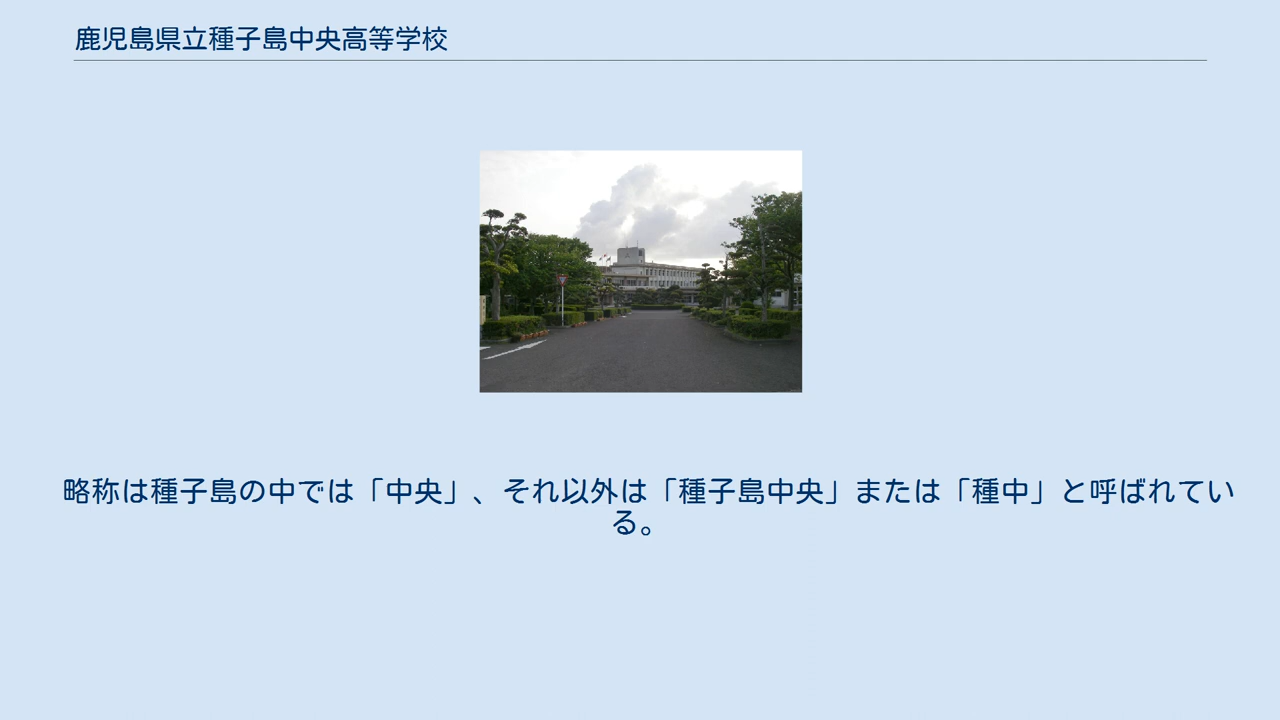 鹿児島県立種子島中央高等学校
略称は種子島の中では「中央」、それ以外は「種子島中央」または「種中」と呼ばれてい
る。